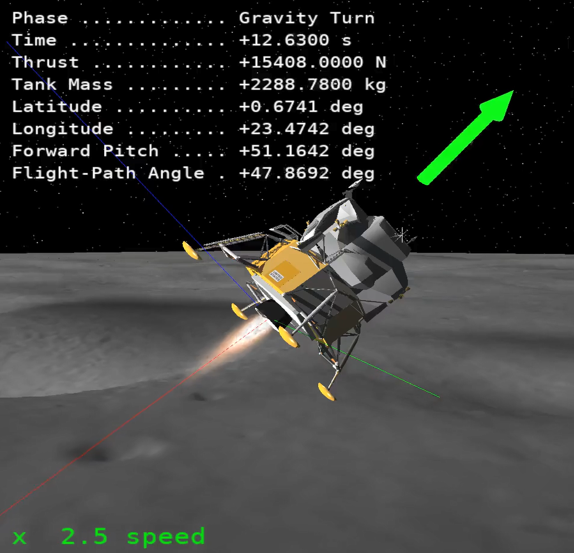 Phase ............. Gravity Turn
Time .............. +12.6300 s
Thrust ............ +15408.0000 N
Tank Mass ......... +2288.7800 kg
Latitude .......... +0.6741 deg
Longitude ......... +23.4742 deg
Forward Pitch ..... +51.1642 deg
Flight-Path Angle . +47.8692 deg
x  2.5 speed